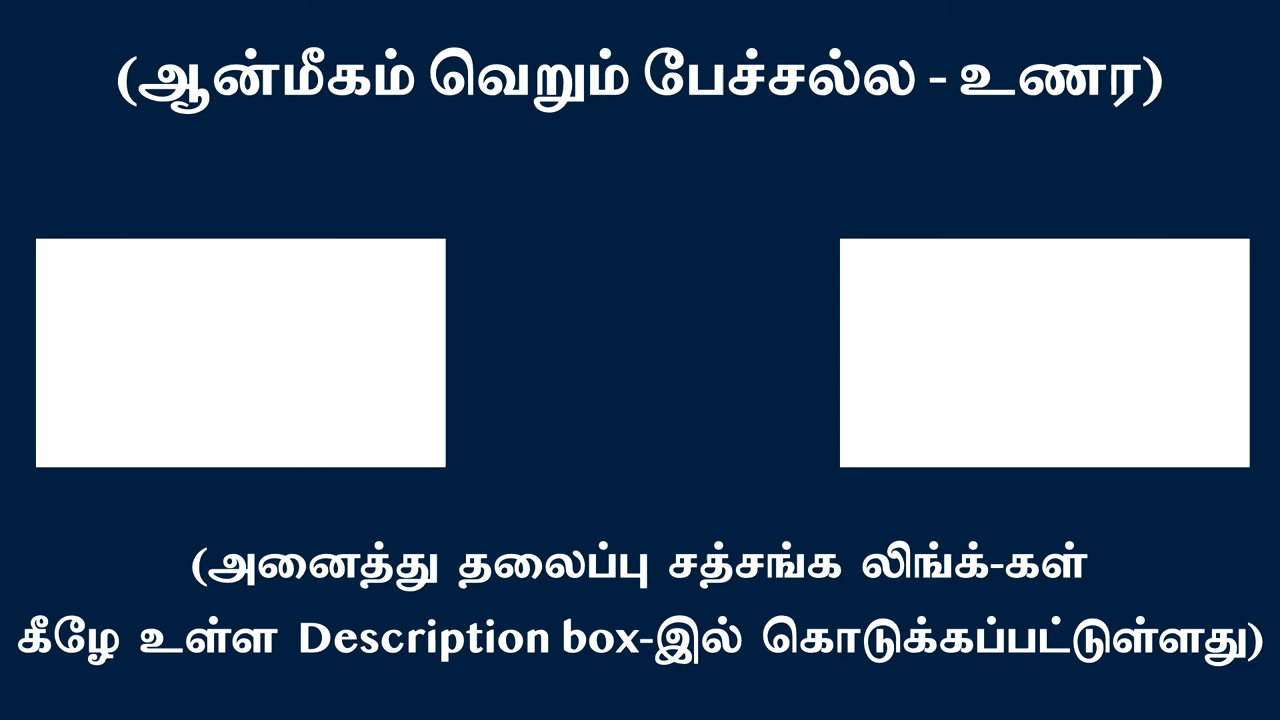 (ஆன்மீகம் வெறும் பேச்சல்ல - உணர)
(அனைத்து தலைப்பு சத்சங்க லிங்க்-கள்
கீழே உள்ள Description box-இல் கொடுக்கப்பட்டுள்ளது)